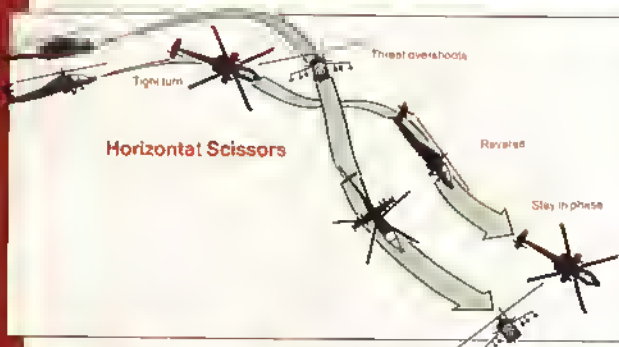 Threat overshoots
Tight turn
Horizontal Scissors
Reverse
Stay in phase